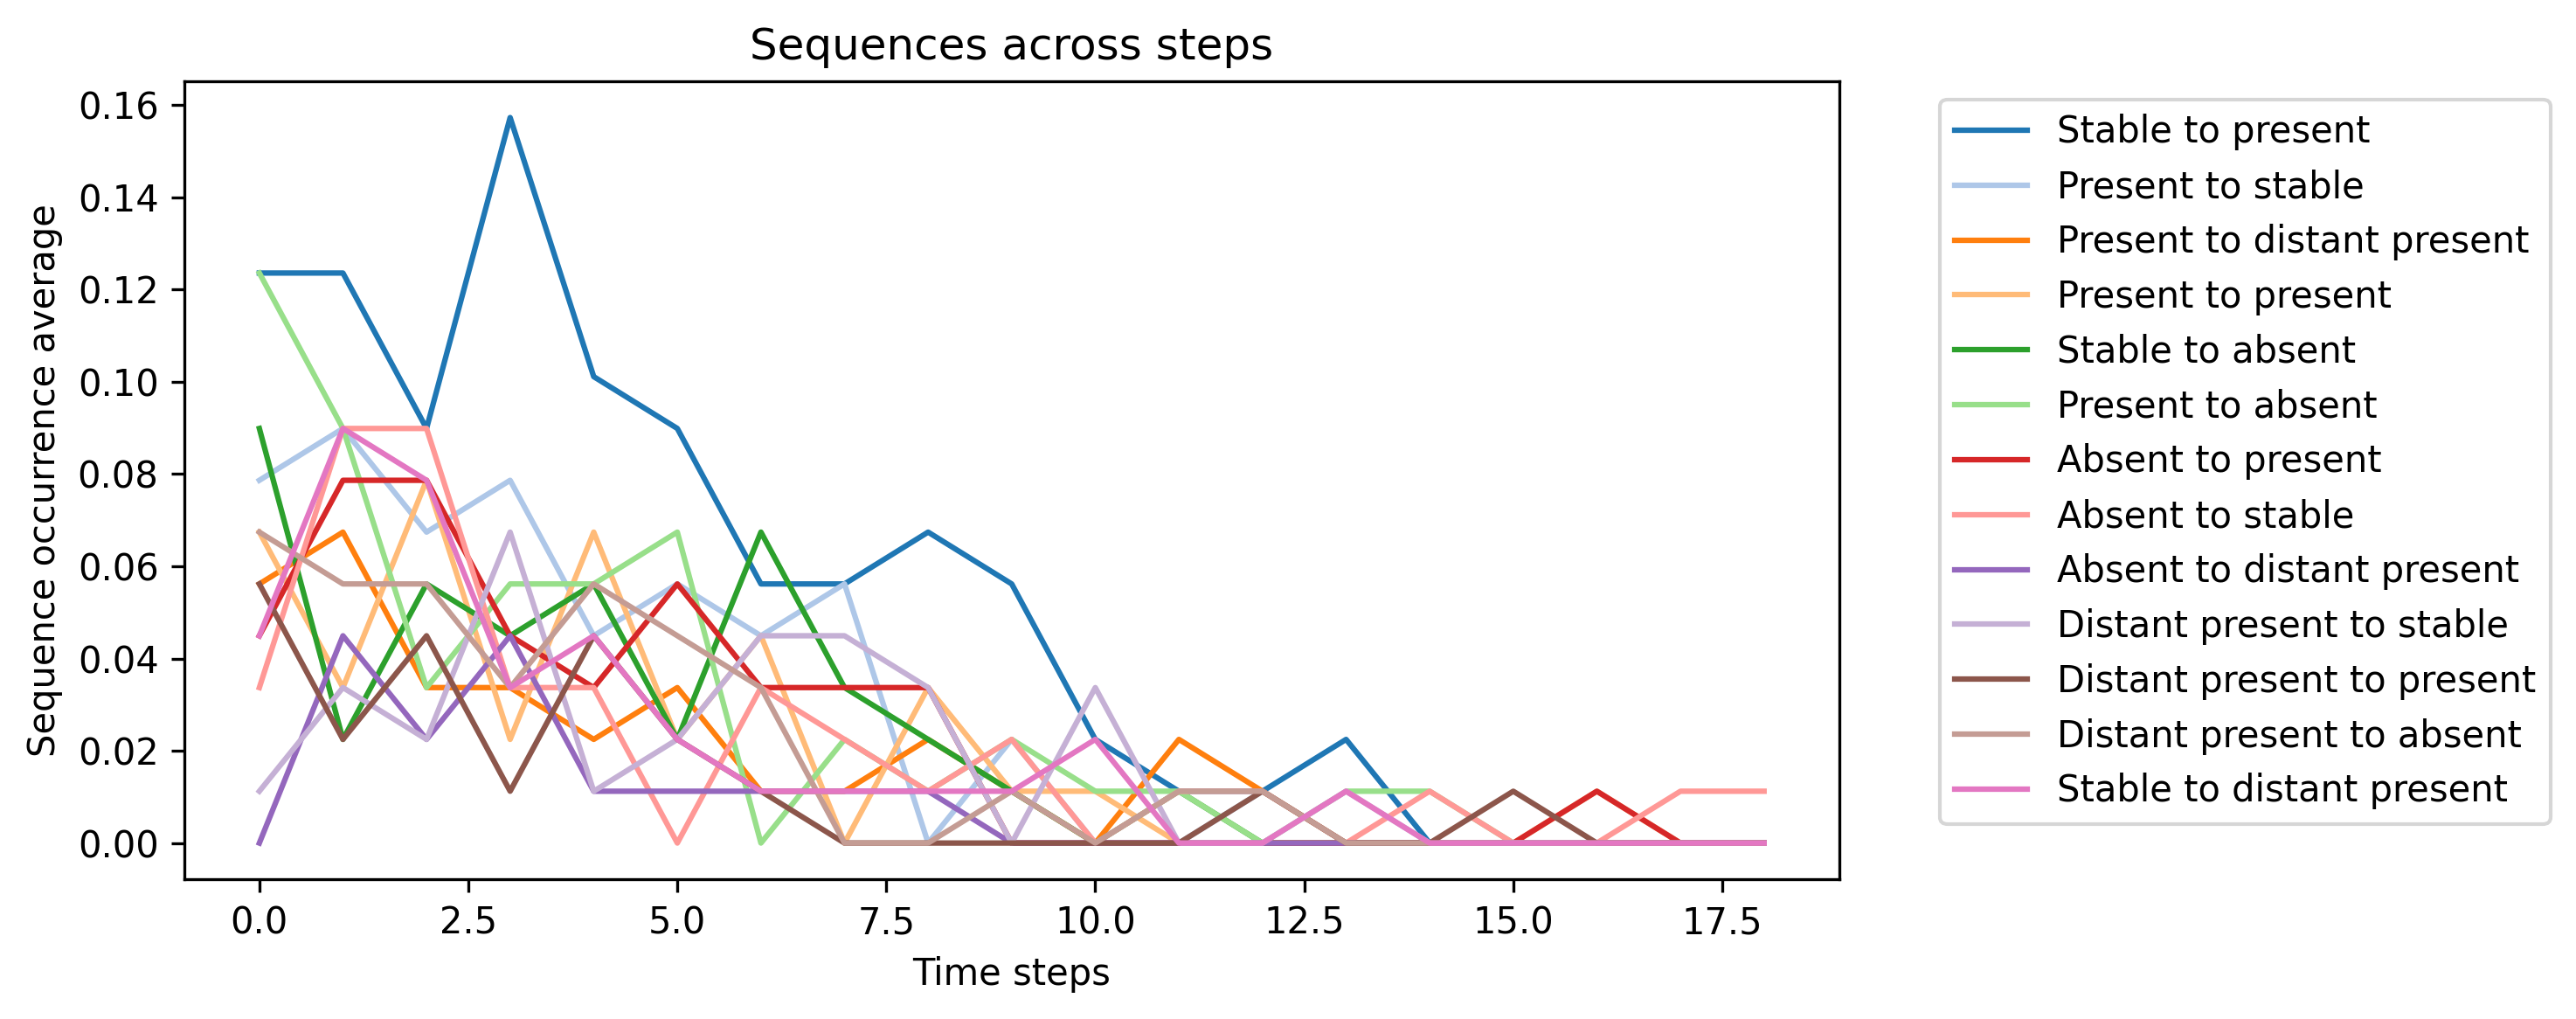 Sequences across steps
Sequence occurrence average
0.16
0.14
0.12
0.10
0.08
0.06
0.04
0.02
0.00
0.0 2.5 5.0 7.5 10.0 12.5 15.0 17.5
Time steps
Stable to present
Present to stable
Present to distant present
Present to present
Stable to absent
Present to absent
Absent to present
Absent to stable
Absent to distant present
Distant present to stable
Distant present to present
Distant present to absent
Stable to distant present